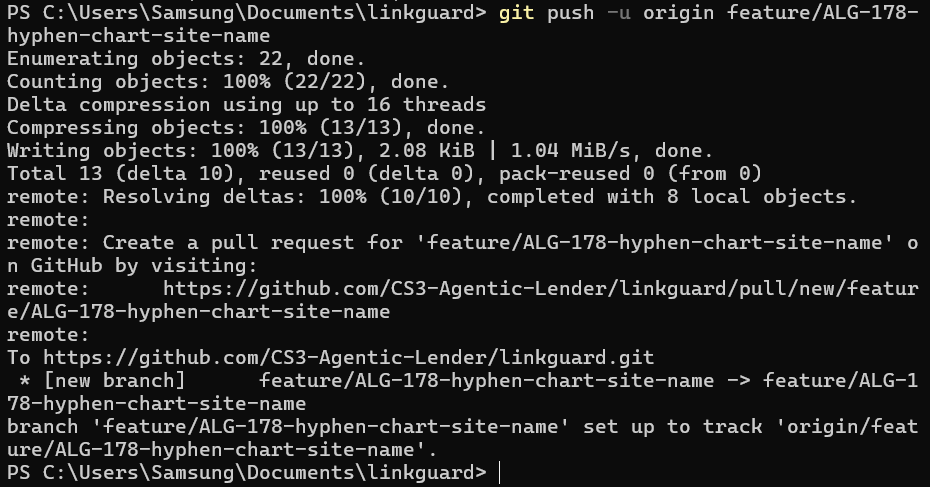 PS C:\Users\Samsung\Documents\linkguard> git push -u origin feature/ALG-178-
hyphen-chart-site-name
Enumerating objects: 22, done.
Counting objects: 100% (22/22), done.
Delta compression using up to 16 threads
Compressing objects: 100% (13/13), done.
Writing objects: 100% (13/13), 2.08 KiB | 1.04 MiB/s, done.
Total 13 (delta 10), reused 0 (delta 0), pack-reused 0 (from 0)
remote: Resolving deltas: 100% (10/10), completed with 8 local objects.
remote:
remote: Create a pull request for 'feature/ALG-178-hyphen-chart-site-name' o
n GitHub by visiting:
remote:      https://github.com/CS3-Agentic-Lender/linkguard/pull/new/featur
e/ALG-178-hyphen-chart-site-name
remote:
To https://github.com/CS3-Agentic-Lender/linkguard.git
 * [new branch]      feature/ALG-178-hyphen-chart-site-name -> feature/ALG-1
78-hyphen-chart-site-name
branch 'feature/ALG-178-hyphen-chart-site-name' set up to track 'origin/feat
ure/ALG-178-hyphen-chart-site-name'.
PS C:\Users\Samsung\Documents\linkguard>